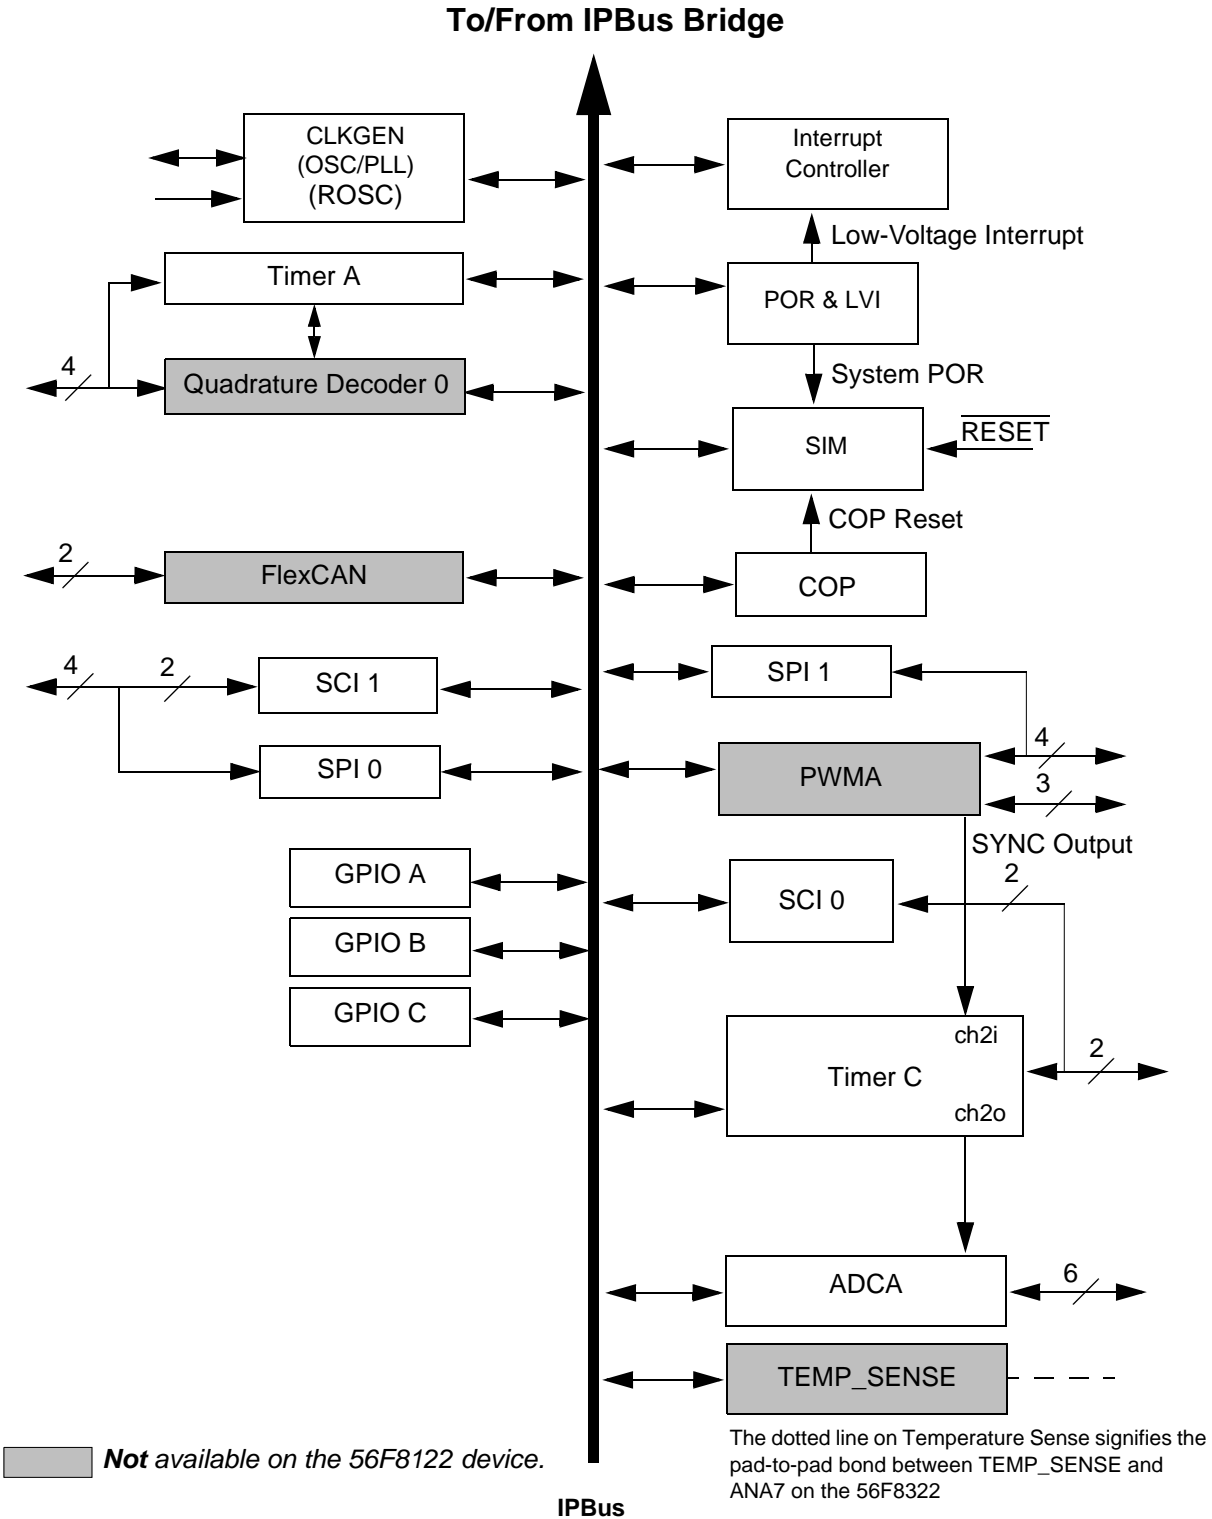 To/From IPBus Bridge
CLKGEN
(OSC/PLL)
(ROSC)
Interrupt
Controller
Low-Voltage Interrupt
Timer A
POR & LVI
4
Quadrature Decoder 0
System POR
SIM
RESET
COP Reset
2
FlexCAN
COP
4
2
SCI 1
SPI 1
SPI 0
4
PWMA
3
SYNC Output
GPIO A
SCI 0
2
GPIO B
GPIO C
ch2i
Timer C
2
ch2o
ADCA
6
TEMP_SENSE
Not available on the 56F8122 device.
The dotted line on Temperature Sense signifies the
pad-to-pad bond between TEMP_SENSE and
ANA7 on the 56F8322
IPBus